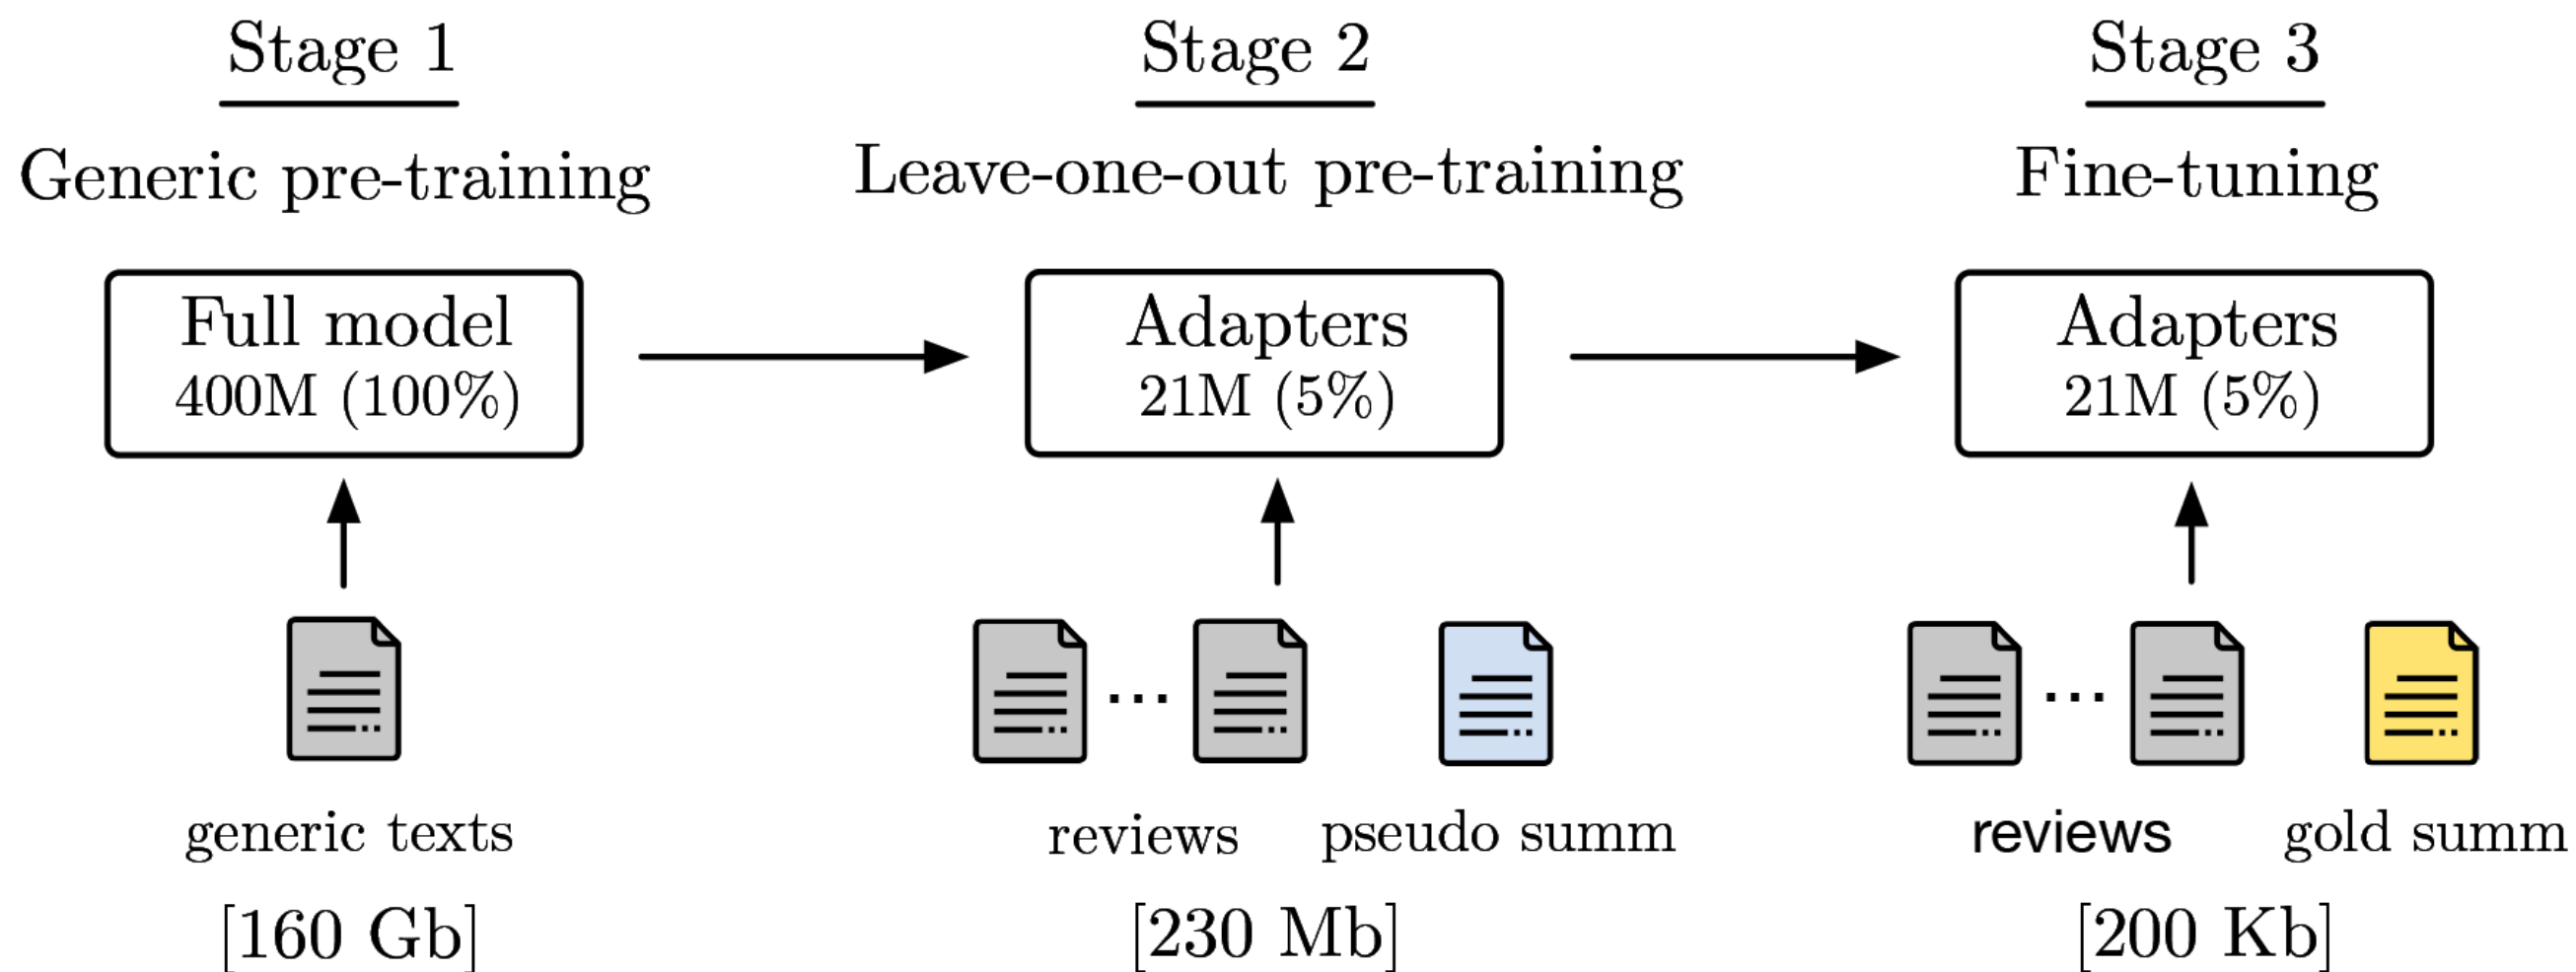 Stage 1
Generic pre-training
Full model
400M (100%)
generic texts
[160 Gb]
Stage 2
Leave-one-out pre-training
Adapters
21M (5%)
...
reviews
pseudo summ
[230 Mb]
Stage 3
Fine-tuning
Adapters
21M (5%)
...
reviews
gold summ
[200 Kb]